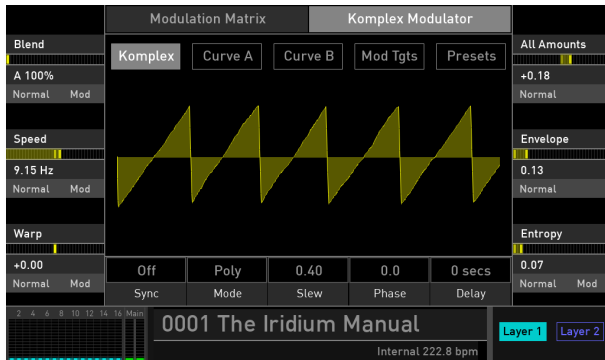 Modulation Matrix Komplex Modulator
Blend All Amounts
Komplex Curve A Curve B Mod Tgts Presets
A 100% +0.18
Normal Mod Normal
Speed Envelope
9.15 Hz 0.13
Normal Mod Normal
Warp Entropy
+0.00 Off Poly 0.40 0.0 0 secs 0.07
Normal Mod Sync Mode Slew Phase Delay Normal Mod
2 4 6 8 10 12 14 16 Main
0001 The Iridium Manual
Layer 1 Layer 2
Internal 222.8 bpm